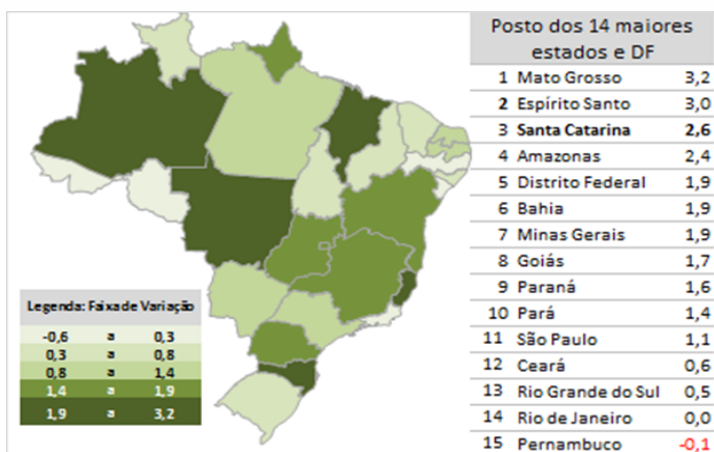 Posto dos 14 maiores
estados e DF
1 Mato Grosso 3,2
2 Espírito Santo 3,0
3 Santa Catarina 2,6
4 Amazonas 2,4
5 Distrito Federal 1,9
6 Bahia 1,9
7 Minas Gerais 1,9
8 Goiás 1,7
9 Paraná 1,6
10 Pará 1,4
11 São Paulo 1,1
12 Ceará 0,6
13 Rio Grande do Sul 0,5
14 Rio de Janeiro 0,0
15 Pernambuco -0,1
Legenda: Faixa de Variação
-0,6 a 0,3
0,3 a 0,8
0,8 a 1,4
1,4 a 1,9
1,9 a 3,2